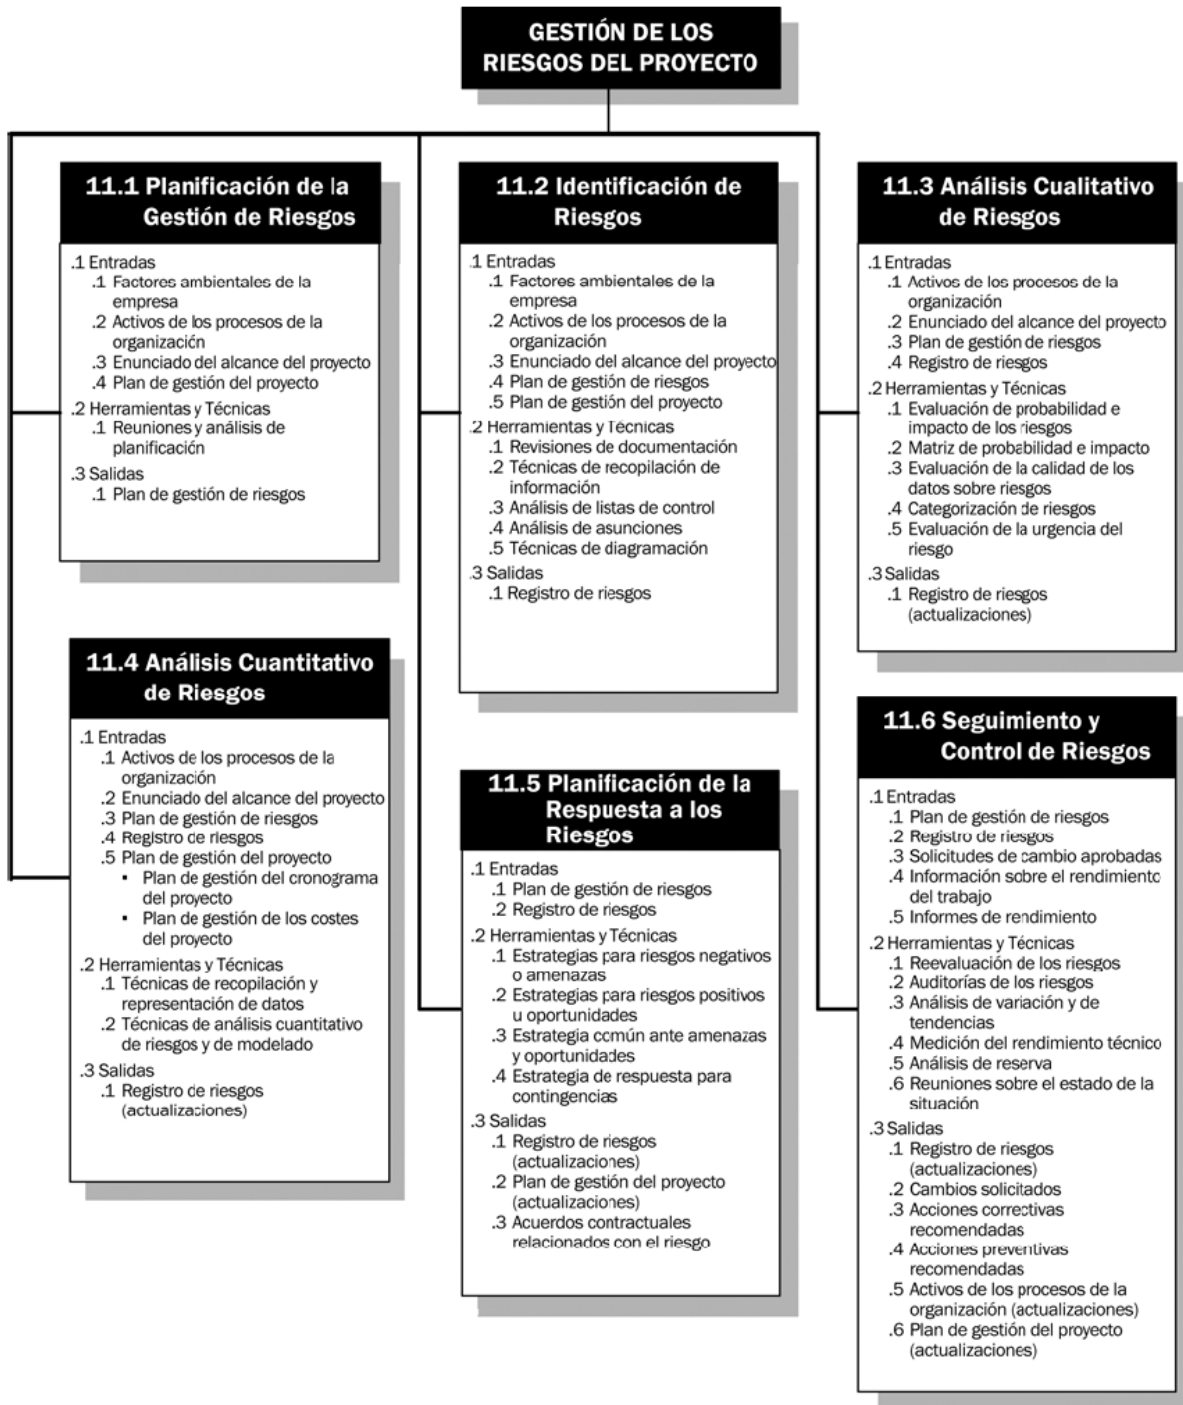 GESTIÓN DE LOS
RIESGOS DEL PROYECTO
11.1 Planificación de la
Gestión de Riesgos
.1 Entradas
.1 Factores ambientales de la
empresa
.2 Activos de los procesos de la
organización
.3 Enunciado del alcance del proyecto
.4 Plan de gestión del proyecto
.2 Herramientas y Técnicas
.1 Reuniones y análisis de
planificación
.3 Salidas
.1 Plan de gestión de riesgos
11.2 Identificación de
Riesgos
.1 Entradas
.1 Factores ambientales de la
empresa
.2 Activos de los procesos de la
organización
.3 Enunciado del alcance del proyecto
.4 Plan de gestión de riesgos
.5 Plan de gestión del proyecto
.2 Herramientas y Técnicas
.1 Revisiones de documentación
.2 Técnicas de recopilación de
información
.3 Análisis de listas de control
.4 Análisis de asunciones
.5 Técnicas de diagramación
.3 Salidas
.1 Registro de riesgos
11.3 Análisis Cualitativo
de Riesgos
.1 Entradas
.1 Activos de los procesos de la
organización
.2 Enunciado del alcance del proyecto
.3 Plan de gestión de riesgos
.4 Registro de riesgos
.2 Herramientas y Técnicas
.1 Evaluación de probabilidad e
impacto de los riesgos
.2 Matriz de probabilidad e impacto
.3 Evaluación de la calidad de los
datos sobre riesgos
.4 Categorización de riesgos
.5 Evaluación de la urgencia del
riesgo
.3 Salidas
.1 Registro de riesgos
(actualizaciones)
11.4 Análisis Cuantitativo
de Riesgos
.1 Entradas
.1 Activos de los procesos de la
organización
.2 Enunciado del alcance del proyecto
.3 Plan de gestión de riesgos
.4 Registro de riesgos
.5 Plan de gestión del proyecto
▪ Plan de gestión del cronograma
del proyecto
▪ Plan de gestión de los costes
del proyecto
.2 Herramientas y Técnicas
.1 Técnicas de recopilación y
representación de datos
.2 Técnicas de análisis cuantitativo
de riesgos y de modelado
.3 Salidas
.1 Registro de riesgos
(actualizaciones)
11.5 Planificación de la
Respuesta a los
Riesgos
.1 Entradas
.1 Plan de gestión de riesgos
.2 Registro de riesgos
.2 Herramientas y Técnicas
.1 Estrategias para riesgos negativos
o amenazas
.2 Estrategias para riesgos positivos
u oportunidades
.3 Estrategia común ante amenazas
y oportunidades
.4 Estrategia de respuesta para
contingencias
.3 Salidas
.1 Registro de riesgos
(actualizaciones)
.2 Plan de gestión del proyecto
(actualizaciones)
.3 Acuerdos contractuales
relacionados con el riesgo
11.6 Seguimiento y
Control de Riesgos
.1 Entradas
.1 Plan de gestión de riesgos
.2 Registro de riesgos
.3 Solicitudes de cambio aprobadas
.4 Información sobre el rendimiento
del trabajo
.5 Informes de rendimiento
.2 Herramientas y Técnicas
.1 Reevaluación de los riesgos
.2 Auditorías de los riesgos
.3 Análisis de variación y de
tendencias
.4 Medición del rendimiento técnico
.5 Análisis de reserva
.6 Reuniones sobre el estado de la
situación
.3 Salidas
.1 Registro de riesgos
(actualizaciones)
.2 Cambios solicitados
.3 Acciones correctivas
recomendadas
.4 Acciones preventivas
recomendadas
.5 Activos de los procesos de la
organización (actualizaciones)
.6 Plan de gestión del proyecto
(actualizaciones)